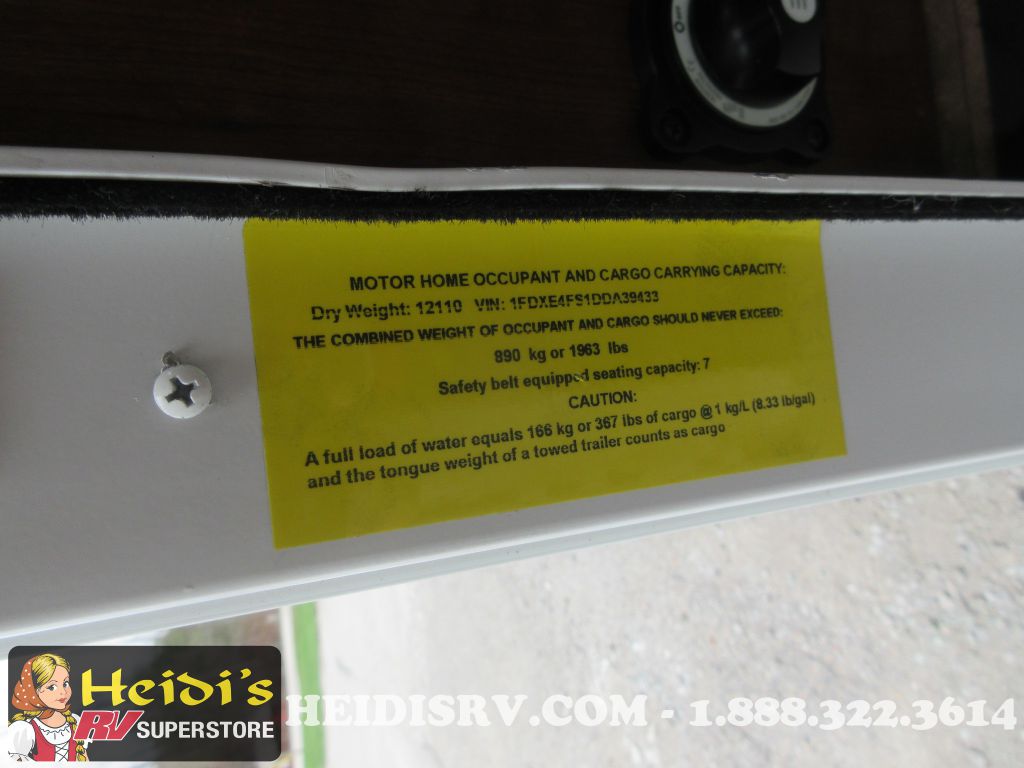 OFF
MOTOR HOME OCCUPANT AND CARGO CARRYING CAPACITY:
Dry Weight: 12110 VIN: 1FDXE4FS1DDA39433
THE COMBINED WEIGHT OF OCCUPANT AND CARGO SHOULD NEVER EXCEED:
890 kg or 1963 lbs
Safety belt equipped seating capacity: 7
CAUTION:
A full load of water equals 166 kg or 367 lbs of cargo @ 1 kg/L (8.33 lb/gal)
and the tongue weight of a towed trailer counts as cargo
Heidi's
RV SUPERSTORE
HEIDISRV.COM - 1.888.322.3614